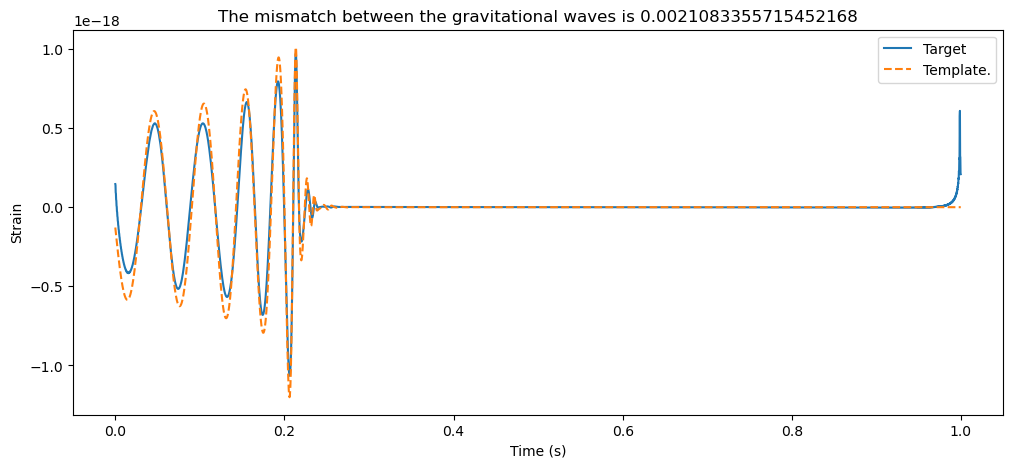 The mismatch between the gravitational waves is 0.0021083355715452168
1e−18
1.0
0.5
0.0
−0.5
−1.0
Strain
Target
Template.
0.0
0.2
0.4
0.6
0.8
1.0
Time (s)